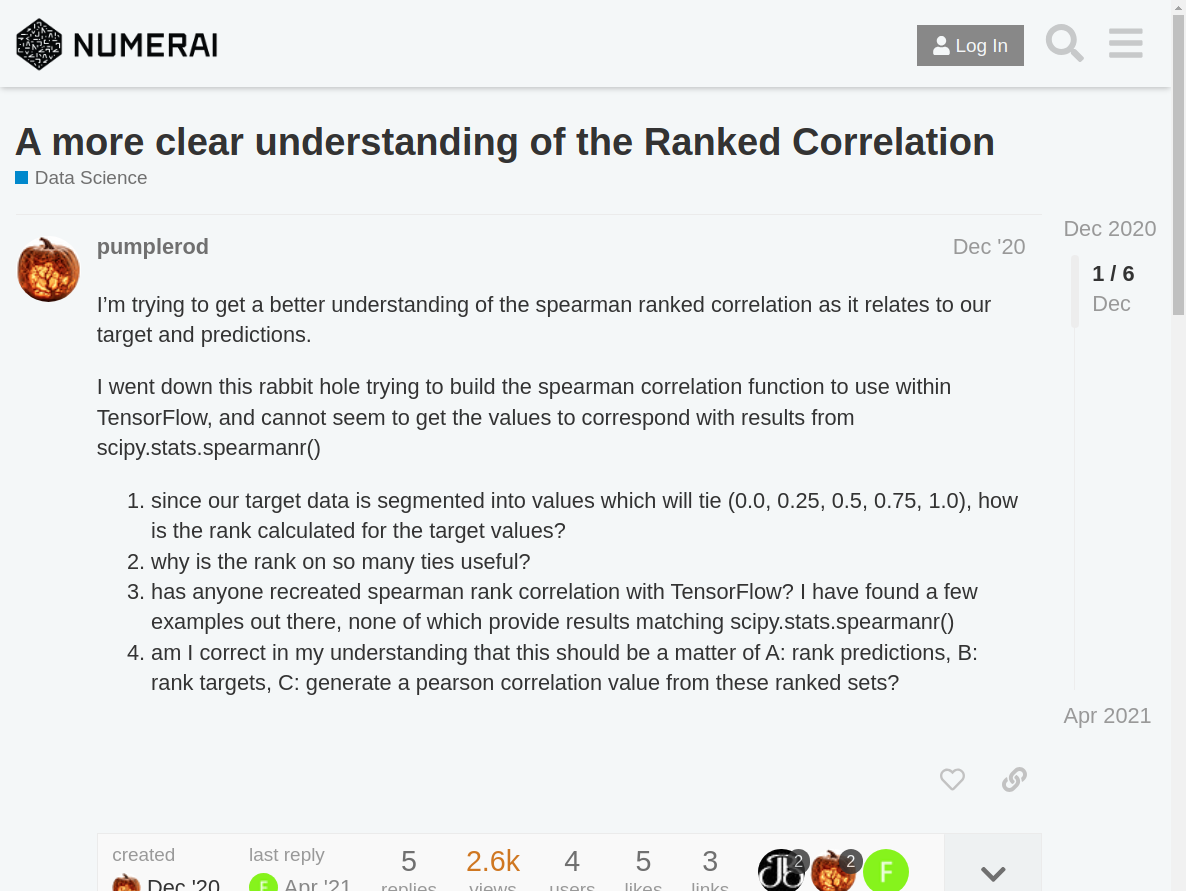 NUMERAI
Log In
A more clear understanding of the Ranked Correlation
Data Science
pumplerod
Dec '20
I’m trying to get a better understanding of the spearman ranked correlation as it relates to our
target and predictions.
I went down this rabbit hole trying to build the spearman correlation function to use within
TensorFlow, and cannot seem to get the values to correspond with results from
scipy.stats.spearmanr()
1. since our target data is segmented into values which will tie (0.0, 0.25, 0.5, 0.75, 1.0), how
is the rank calculated for the target values?
2. why is the rank on so many ties useful?
3. has anyone recreated spearman rank correlation with TensorFlow? I have found a few
examples out there, none of which provide results matching scipy.stats.spearmanr()
4. am I correct in my understanding that this should be a matter of A: rank predictions, B:
rank targets, C: generate a pearson correlation value from these ranked sets?
Dec 2020
1 / 6
Dec
Apr 2021
created
Dec '20
last reply
F
Apr '21
5
replies
2.6k
views
4
users
5
likes
3
links
2
2
F